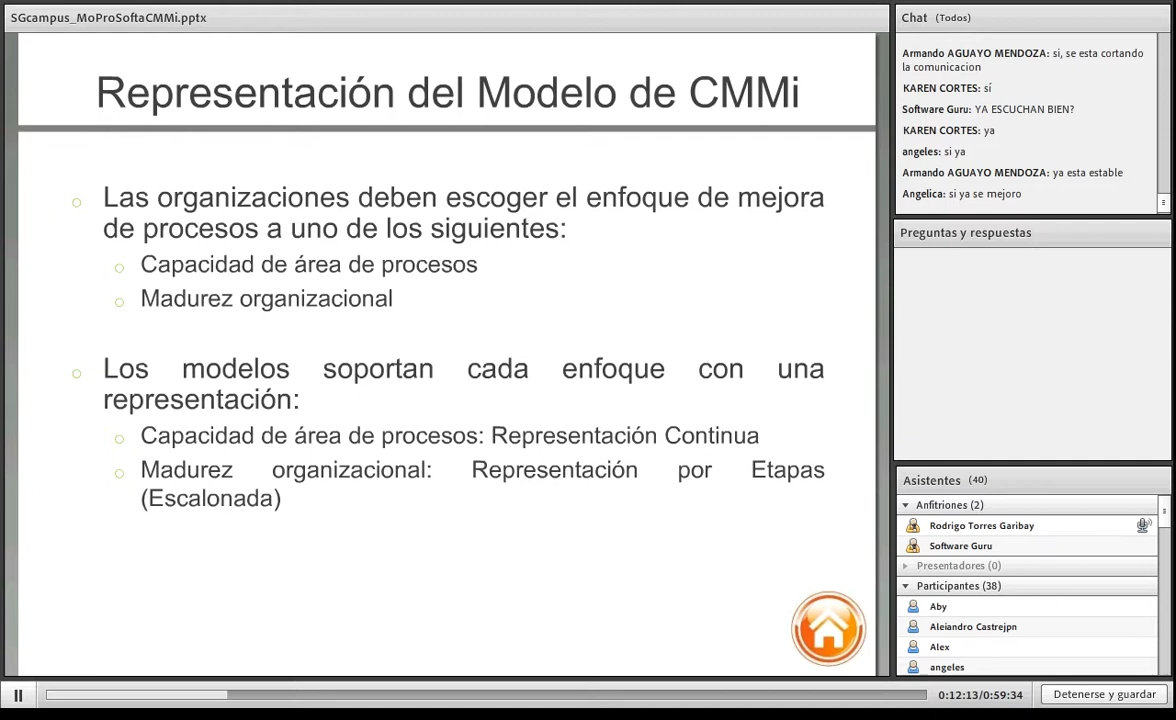 SGcampus_MoProSoftaCMMi.pptx
Representación del Modelo de CMMi
Las organizaciones deben escoger el enfoque de mejora
de procesos a uno de los siguientes:
Capacidad de área de procesos
Madurez organizacional
Los modelos soportan cada enfoque con una
representación:
Capacidad de área de procesos: Representación Continua
Madurez organizacional: Representación por Etapas
(Escalonada)
Chat (Todos)
Armando AGUAYO MENDOZA: si, se esta cortando
la comunicacion
KAREN CORTES: sí
Software Guru: YA ESCUCHAN BIEN?
KAREN CORTES: ya
angeles: si ya
Armando AGUAYO MENDOZA: ya esta estable
Angelica: si ya se mejoro
Preguntas y respuestas
Asistentes (40)
Anfitriones (2)
Rodrigo Torres Garibay
Software Guru
Presentadores (0)
Participantes (38)
Aby
Alejandro Castrejpn
Alex
angeles
0:12:13/0:59:34
Detenerse y guardar